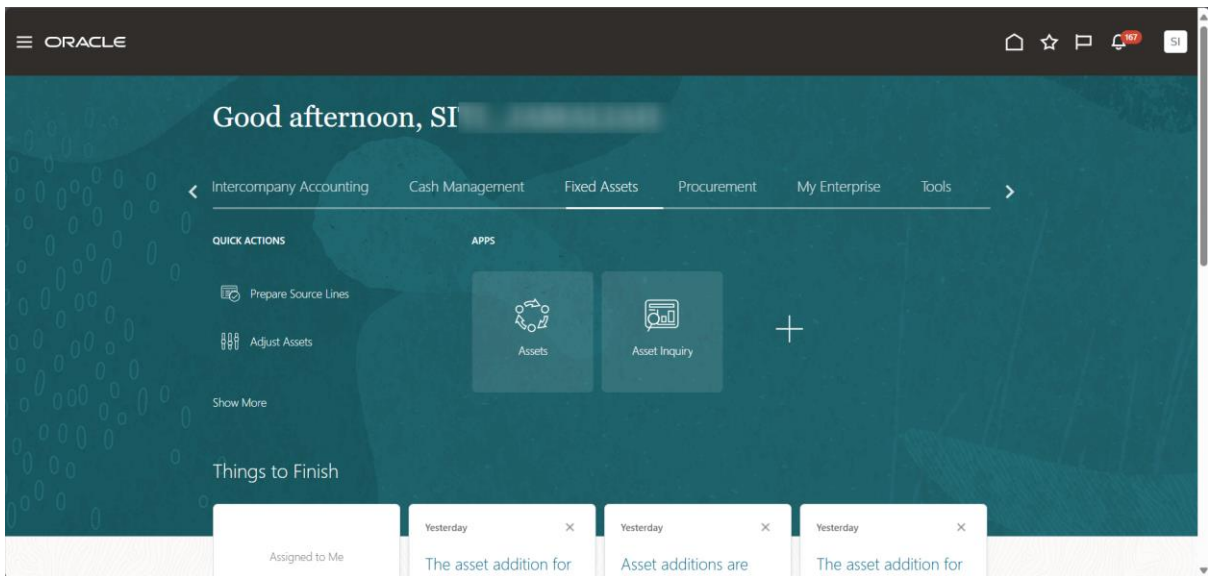 ORACLE
167
SI
Good afternoon, SI
Intercompany Accounting Cash Management Fixed Assets Procurement My Enterprise Tools
QUICK ACTIONS
APPS
Prepare Source Lines
Adjust Assets
Show More
Assets
Asset Inquiry
Things to Finish
Assigned to Me
Yesterday
The asset addition for
Yesterday
Asset additions are
Yesterday
The asset addition for